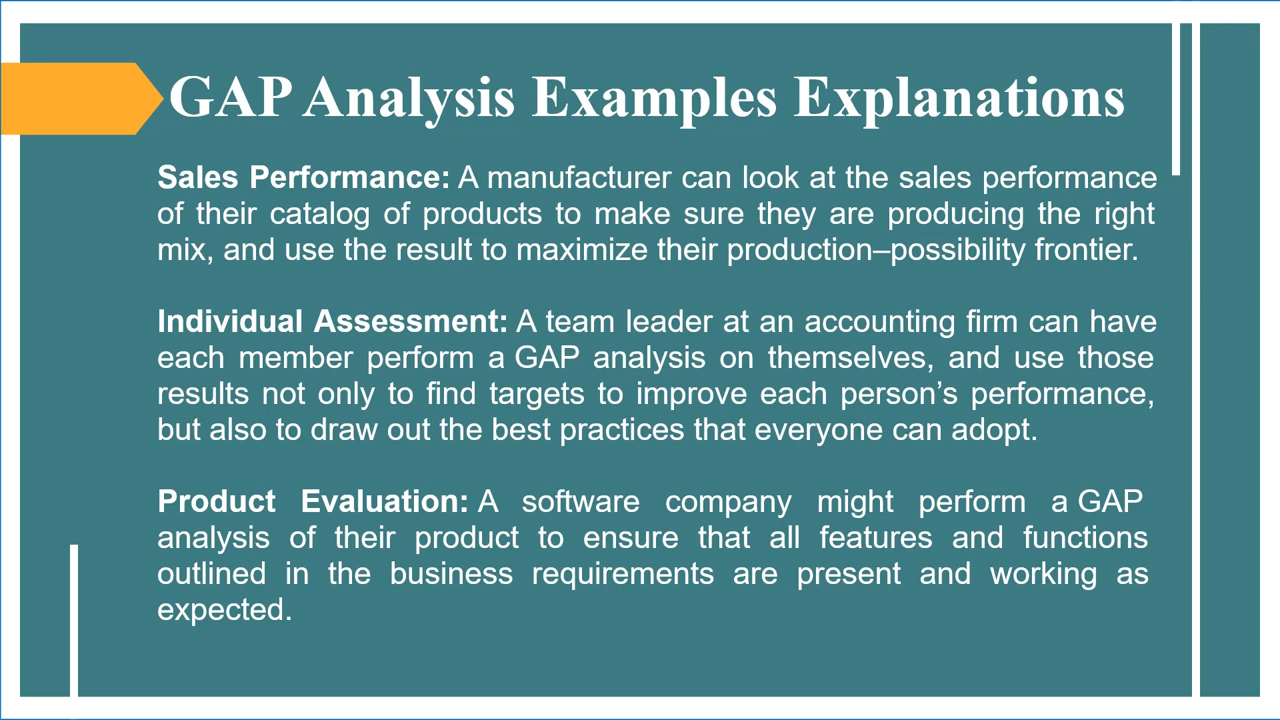 GAP Analysis Examples Explanations
Sales Performance: A manufacturer can look at the sales performance
of their catalog of products to make sure they are producing the right
mix, and use the result to maximize their production–possibility frontier.
Individual Assessment: A team leader at an accounting firm can have
each member perform a GAP analysis on themselves, and use those
results not only to find targets to improve each person’s performance,
but also to draw out the best practices that everyone can adopt.
Product Evaluation: A software company might perform a GAP
analysis of their product to ensure that all features and functions
outlined in the business requirements are present and working as
expected.